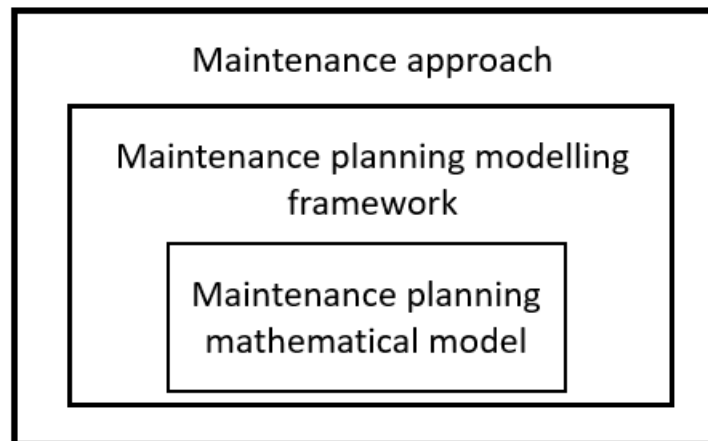 Maintenance approach
Maintenance planning modelling
framework
Maintenance planning
mathematical model